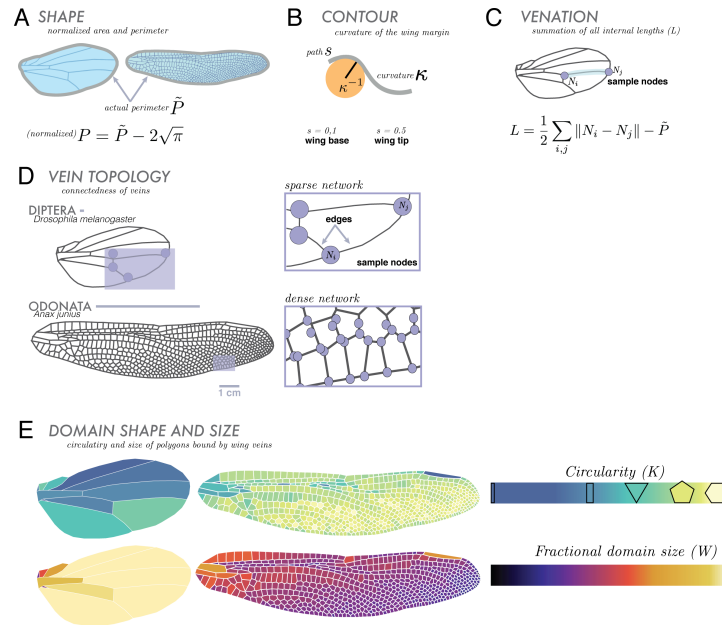 A SHAPE
normalized area and perimeter
actual perimeter P̃
(normalized) P = P̃ − 2√π
B CONTOUR
curvature of the wing margin
path s
κ⁻¹
curvature κ
s = 0,1
wing base
s = 0.5
wing tip
C VENATION
summation of all internal lengths (L)
Nᵢ
Nⱼ
sample nodes
L = 1/2 ∑ᵢ,ⱼ ‖Nᵢ − Nⱼ‖ − P̃
D VEIN TOPOLOGY
connectedness of veins
DIPTERA
Drosophila melanogaster
sparse network
edges
Nⱼ
Nᵢ
sample nodes
ODONATA
Anax junius
1 cm
dense network
E DOMAIN SHAPE AND SIZE
circulatiry and size of polygons bound by wing veins
Circularity (K)
Fractional domain size (W)